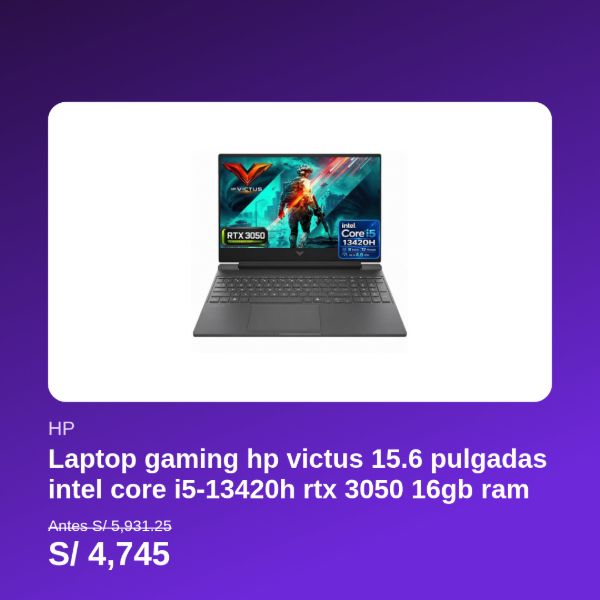 HP VICTUS
RTX 3050
intel
Core i5
13420H
HP
Laptop gaming hp victus 15.6 pulgadas
intel core i5-13420h rtx 3050 16gb ram
Antes S/ 5,931.25
S/ 4,745